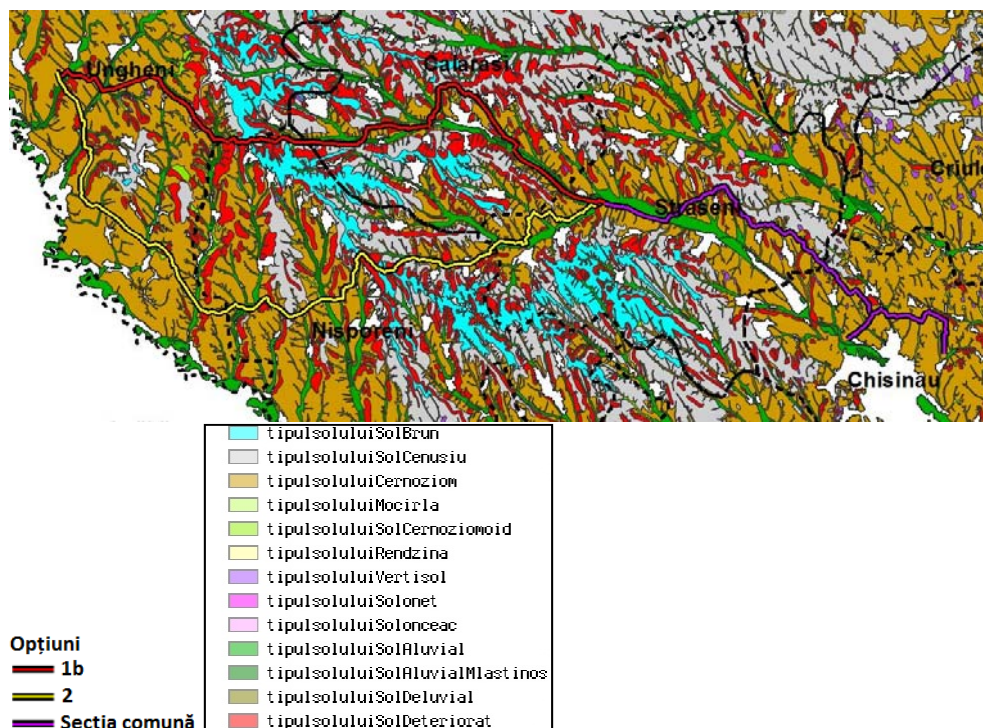 Ungheni
Calarasi
Criule
Straseni
Nisporeni
Chisinau
tipulsoluluiSolBrun
tipulsoluluiSolCenusiu
tipulsoluluiCernoziom
tipulsoluluiMocirla
tipulsoluluiSolCernoziomoid
tipulsoluluiRendzina
tipulsoluluiVertisol
tipulsoluluiSolonet
tipulsoluluiSolonceac
tipulsoluluiSolAluvial
tipulsoluluiSolAluvialMlastinos
tipulsoluluiSolDeluvial
tipulsoluluiSolDeteriorat
Opțiuni
1b
2
Secția comună